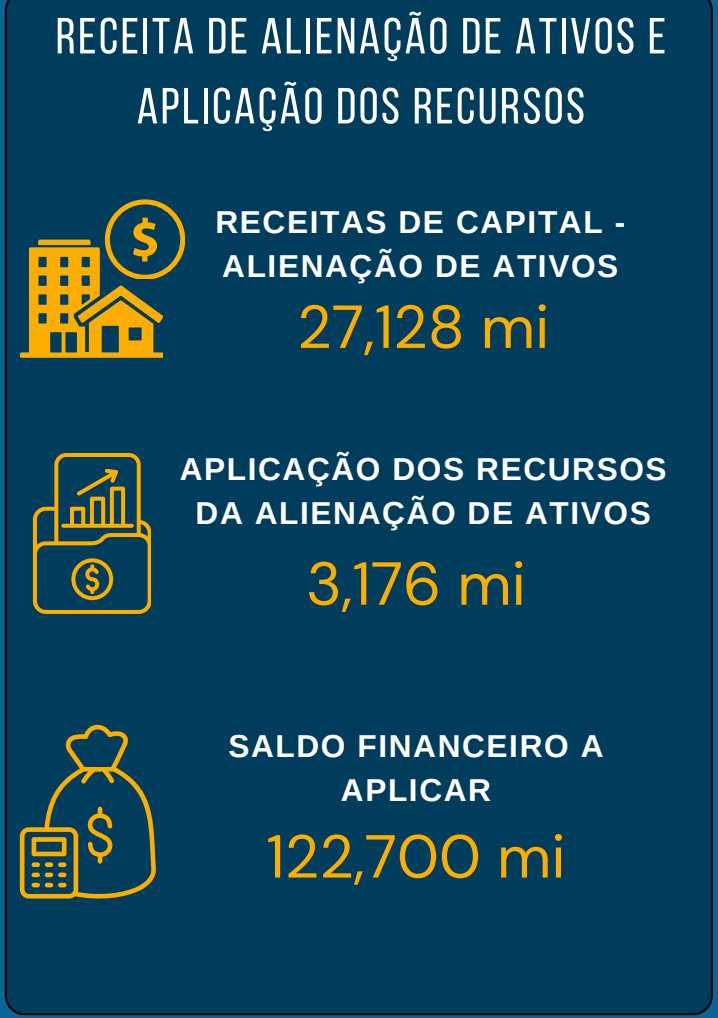 RECEITA DE ALIENAÇÃO DE ATIVOS E
APLICAÇÃO DOS RECURSOS
$
RECEITAS DE CAPITAL -
ALIENAÇÃO DE ATIVOS
27,128 mi
APLICAÇÃO DOS RECURSOS
DA ALIENAÇÃO DE ATIVOS
$
3,176 mi
SALDO FINANCEIRO A
APLICAR
$
122,700 mi